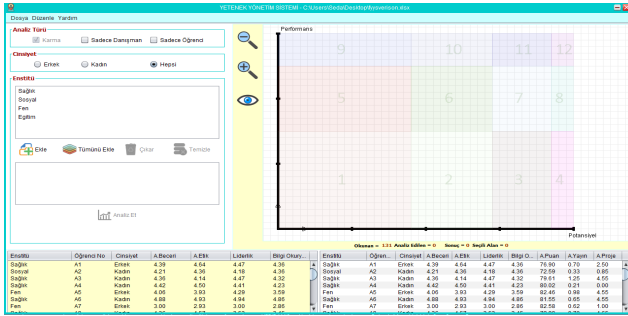 YETENEK YÖNETİM SİSTEMİ - C:\Users\Seda\Desktop\bysverison.xlsx
Dosya Düzenle Yardım
Analiz Türü
Karma Sadece Danışman Sadece Öğrenci
Cinsiyet
Erkek Kadın Hepsi
Enstitü
Sağlık
Sosyal
Fen
Eğitim
Ekle Tümünü Ekle Çıkar Temizle
Analiz Et
Performans
9 10 11 12
5 6 7 8
1 2 3 4
Potansiyel
Okunan = 131 Analiz Edilen = 0 Sonuç = 0 Seçili Alan = 0
Enstitü Öğrenci No Cinsiyet A.Beceri A.Etik Liderlik Bilgi Okury...
Sağlık A1 Erkek 4.39 4.64 4.47 4.36
Sosyal A2 Kadın 4.21 4.36 4.18 4.36
Sağlık A3 Kadın 4.36 4.14 4.47 4.32
Sağlık A4 Kadın 4.42 4.50 4.41 4.23
Fen A5 Erkek 4.06 3.93 4.29 3.59
Sağlık A6 Kadın 4.88 4.93 4.94 4.86
Fen A7 Erkek 3.00 2.93 3.00 2.86
Enstitü Öğren... Cinsiyet A.Beceri A.Etik Liderlik Bilgi O... A.Puan A.Yayın A.Proje
Sağlık A1 Erkek 4.39 4.64 4.47 4.36 76.90 0.70 2.50
Sosyal A2 Kadın 4.21 4.36 4.18 4.36 72.59 0.33 0.85
Sağlık A3 Kadın 4.36 4.14 4.47 4.32 79.61 1.25 4.55
Sağlık A4 Kadın 4.42 4.50 4.41 4.23 80.02 0.21 0.00
Fen A5 Erkek 4.06 3.93 4.29 3.59 82.46 0.98 4.55
Sağlık A6 Kadın 4.88 4.93 4.94 4.86 81.55 0.65 4.55
Fen A7 Erkek 3.00 2.93 3.00 2.86 82.58 0.62 1.00